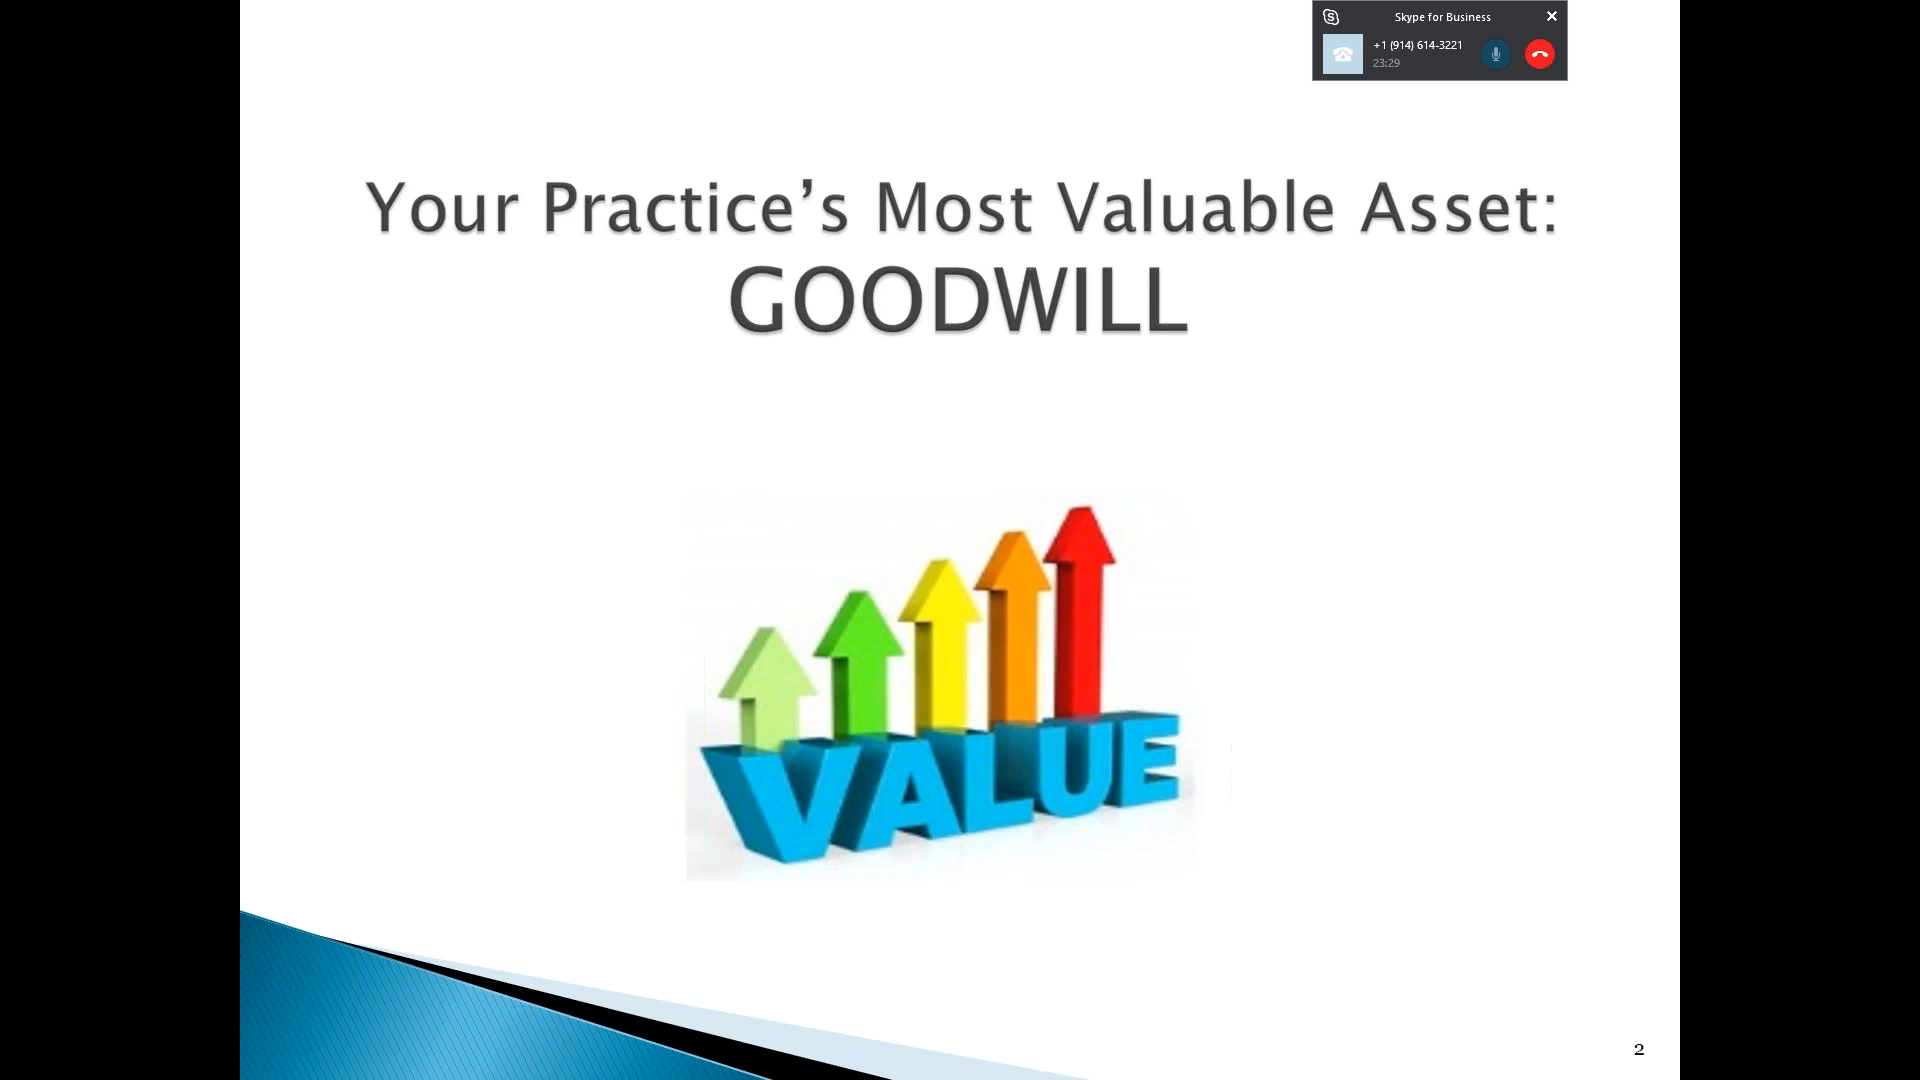 Skype for Business
+1 (914) 614-3221
23:29
Your Practice’s Most Valuable Asset:
GOODWILL
VALUE
2